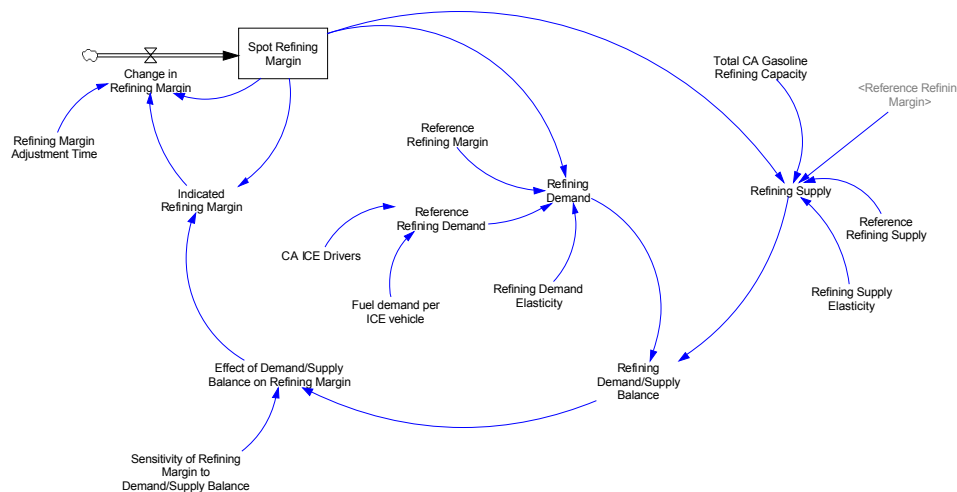 Spot Refining
Margin
Change in
Refining Margin
Total CA Gasoline
Refining Capacity
<Reference Refinin
Margin>
Refining Margin
Adjustment Time
Reference
Refining Margin
Indicated
Refining Margin
Refining
Demand
Refining Supply
Reference
Refining Demand
Reference
Refining Supply
CA ICE Drivers
Refining Demand
Elasticity
Refining Supply
Elasticity
Fuel demand per
ICE vehicle
Effect of Demand/Supply
Balance on Refining Margin
Refining
Demand/Supply
Balance
Sensitivity of Refining
Margin to
Demand/Supply Balance